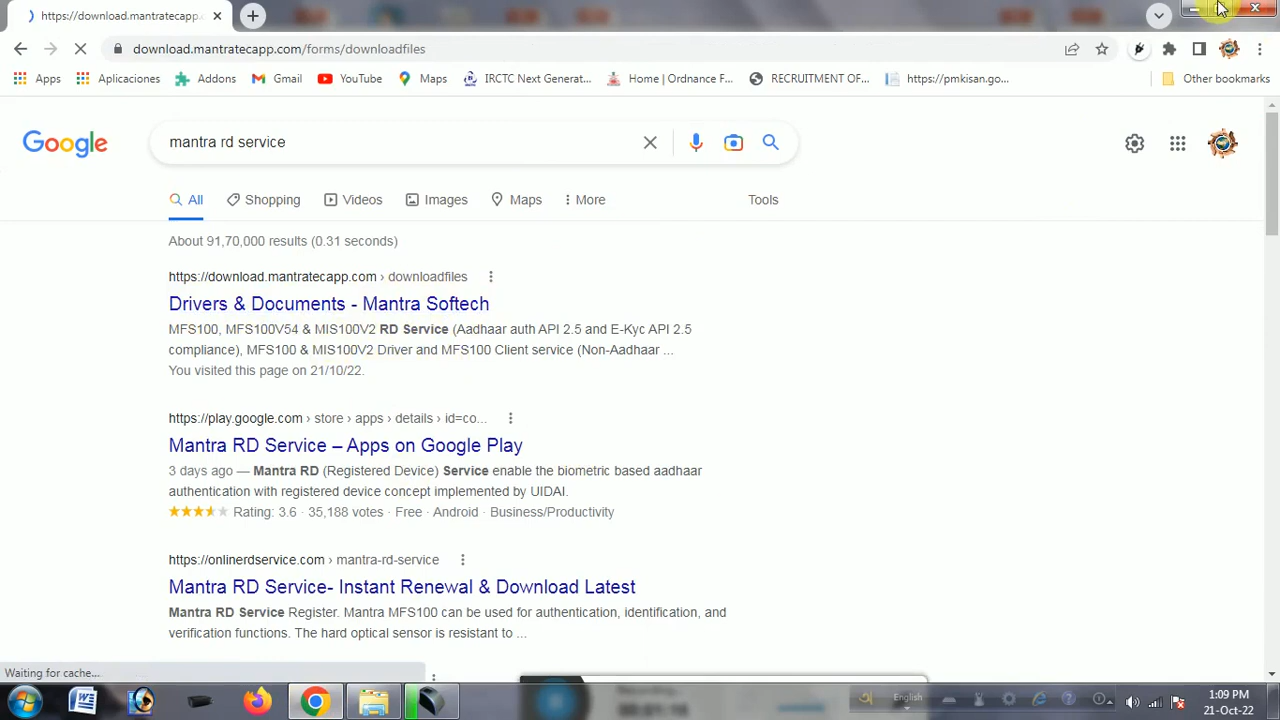 https://download.mantratecapp.
download.mantratecapp.com/forms/downloadfiles
Apps
Aplicaciones
Addons
Gmail
YouTube
Maps
IRCTC Next Generat...
Home | Ordnance F...
RECRUITMENT OF...
https://pmkisan.go...
Other bookmarks
Google
mantra rd service
All
Shopping
Videos
Images
Maps
More
Tools
About 91,70,000 results (0.31 seconds)
https://download.mantratecapp.com › downloadfiles
Drivers & Documents - Mantra Softech
MFS100, MFS100V54 & MIS100V2 RD Service (Aadhaar auth API 2.5 and E-Kyc API 2.5
compliance), MFS100 & MIS100V2 Driver and MFS100 Client service (Non-Aadhaar ...
You visited this page on 21/10/22.
https://play.google.com › store › apps › details › id=co...
Mantra RD Service – Apps on Google Play
3 days ago — Mantra RD (Registered Device) Service enable the biometric based aadhaar
authentication with registered device concept implemented by UIDAI.
Rating: 3.6 · 35,188 votes · Free · Android · Business/Productivity
https://onlinerdservice.com › mantra-rd-service
Mantra RD Service- Instant Renewal & Download Latest
Mantra RD Service Register. Mantra MFS100 can be used for authentication, identification, and
verification functions. The hard optical sensor is resistant to ...
Waiting for cache...
Recording...
00:01:16
अ
English
1:09 PM
21-Oct-22